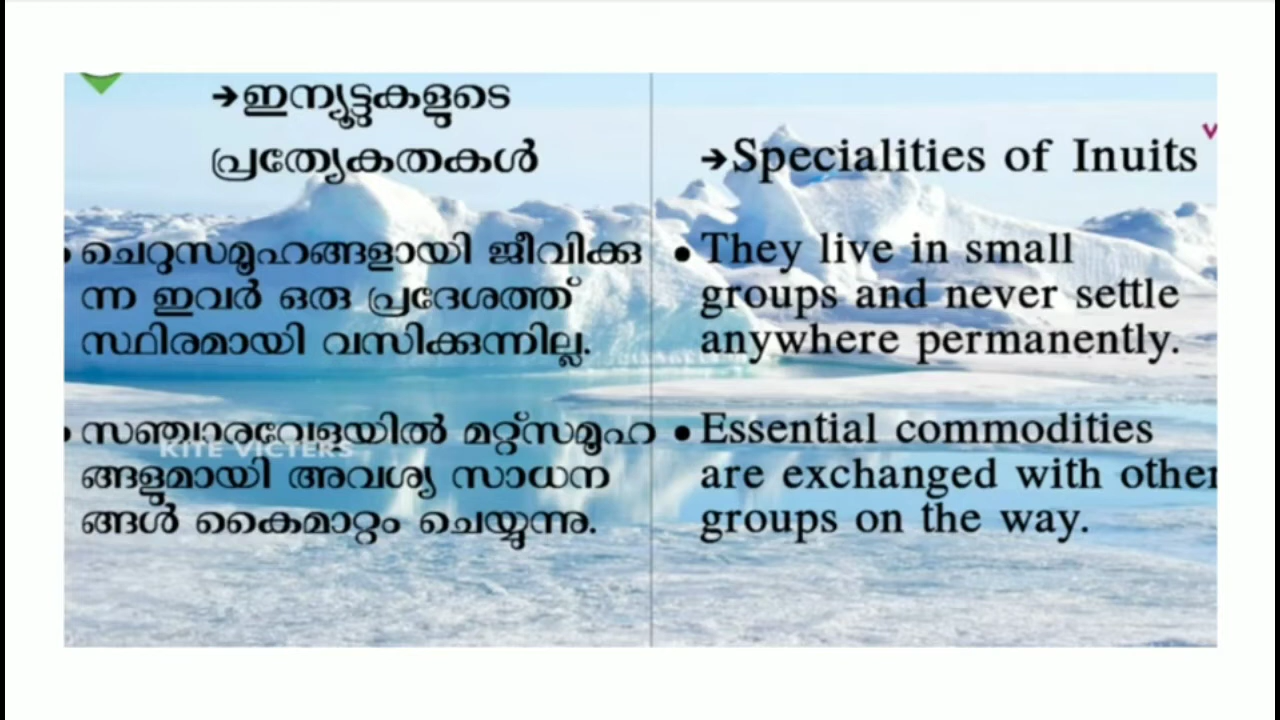 ➔ഇന്യൂട്ടുകളുടെ
പ്രത്യേകതകൾ
• ചെറുസമൂഹങ്ങളായി ജീവിക്കു
ന്ന ഇവർ ഒരു പ്രദേശത്ത്
സ്ഥിരമായി വസിക്കുന്നില്ല.
• സഞ്ചാരവേളയിൽ മറ്റ്സമൂഹ
ങ്ങളുമായി അവശ്യ സാധന
ങ്ങൾ കൈമാറ്റം ചെയ്യുന്നു.
KITE VICTERS
➔Specialities of Inuits
• They live in small
groups and never settle
anywhere permanently.
• Essential commodities
are exchanged with other
groups on the way.